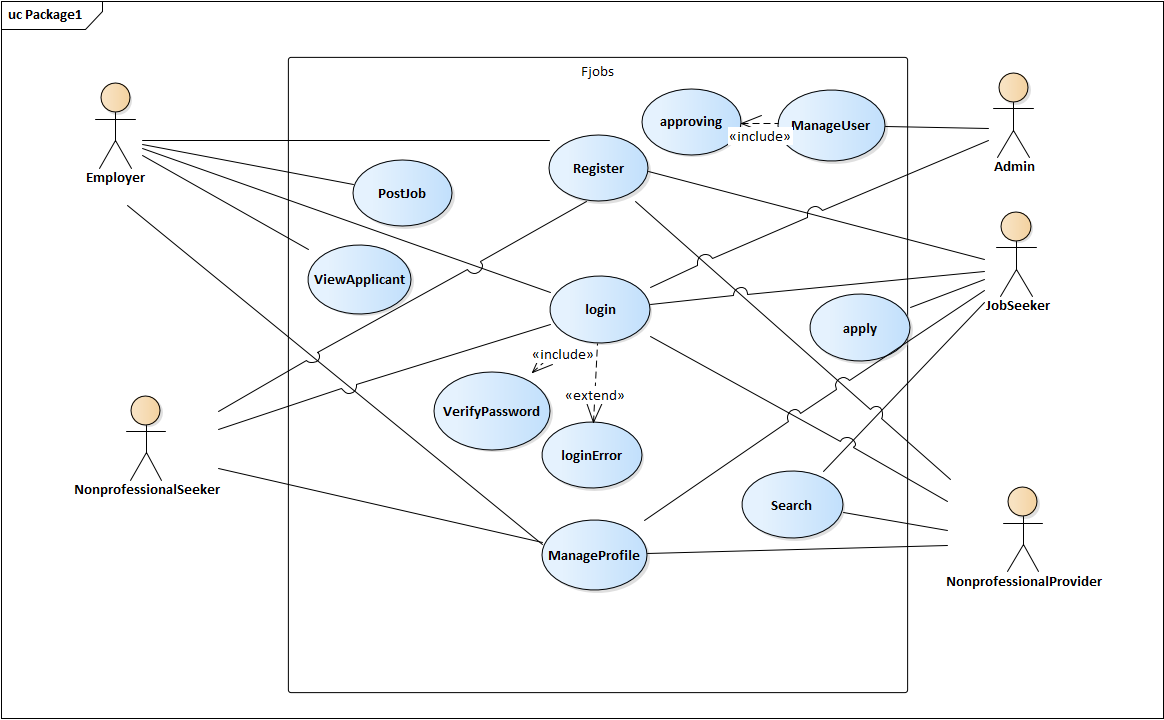 uc Package1
Fjobs
Employer
approving
ManageUser
«include»
Admin
Register
PostJob
ViewApplicant
login
JobSeeker
apply
«include»
«extend»
VerifyPassword
loginError
NonprofessionalSeeker
Search
ManageProfile
NonprofessionalProvider